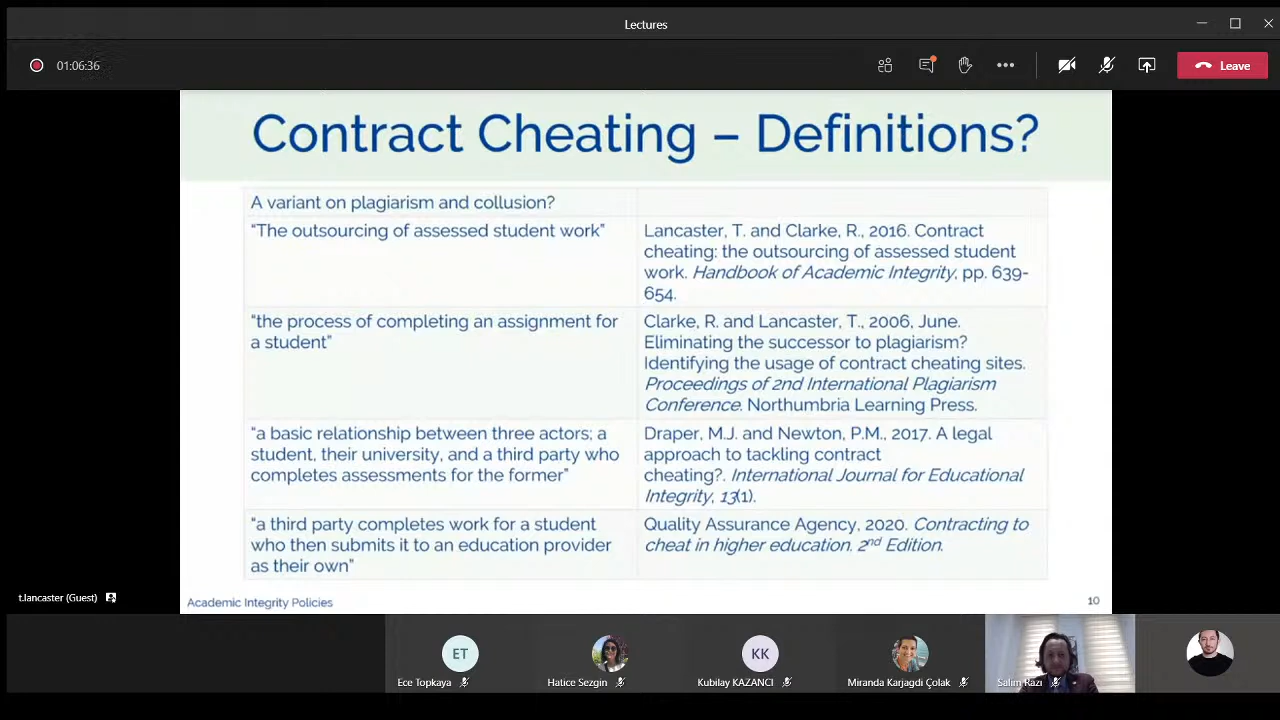 Lectures
01:06:36
Leave
Contract Cheating – Definitions?
A variant on plagiarism and collusion?
“The outsourcing of assessed student work”
Lancaster, T. and Clarke, R., 2016. Contract
cheating: the outsourcing of assessed student
work. Handbook of Academic Integrity, pp. 639-
654.
“the process of completing an assignment for
a student”
Clarke, R. and Lancaster, T., 2006, June.
Eliminating the successor to plagiarism?
Identifying the usage of contract cheating sites.
Proceedings of 2nd International Plagiarism
Conference. Northumbria Learning Press.
“a basic relationship between three actors; a
student, their university, and a third party who
completes assessments for the former”
Draper, M.J. and Newton, P.M., 2017. A legal
approach to tackling contract
cheating?. International Journal for Educational
Integrity, 13(1).
“a third party completes work for a student
who then submits it to an education provider
as their own”
Quality Assurance Agency, 2020. Contracting to
cheat in higher education. 2nd Edition.
t.lancaster (Guest)
Academic Integrity Policies
10
ET
KK
Ece Topkaya
Hatice Sezgin
Kubilay KAZANCI
Miranda Karjagdi Çolak
Salim Razı